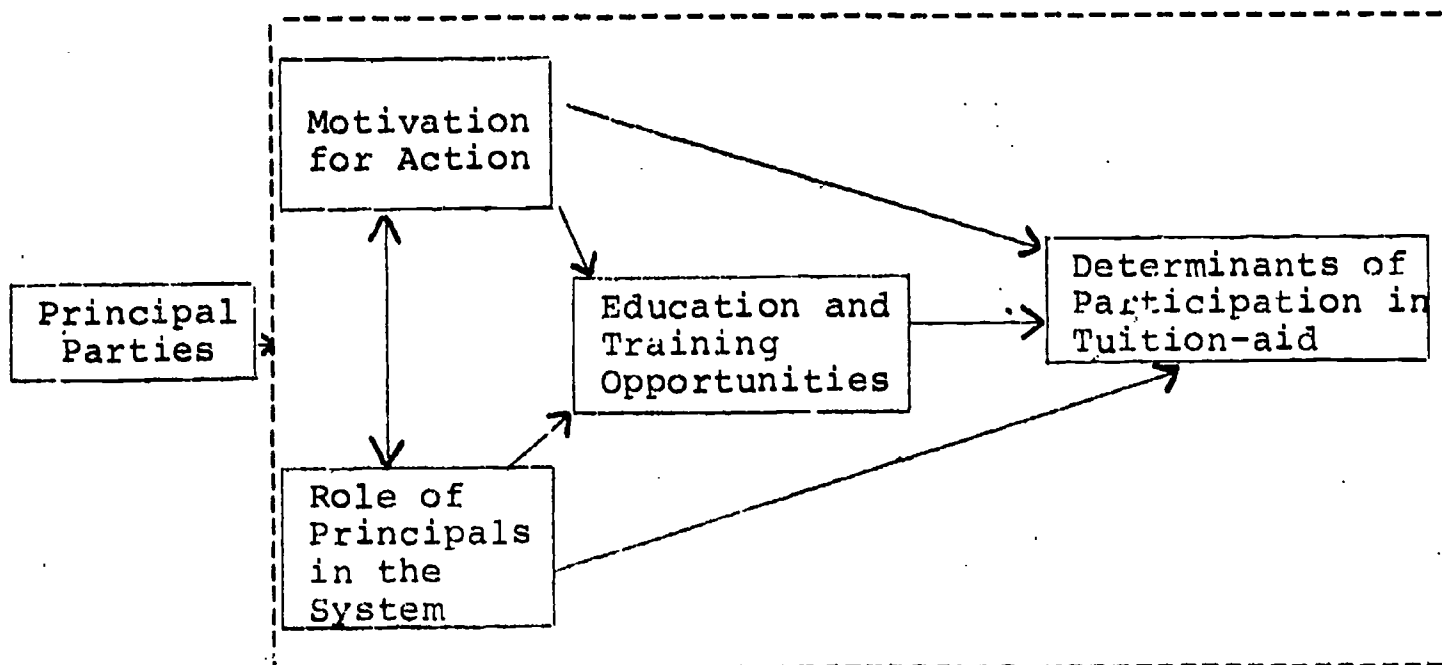 Motivation
for Action
Principal
Parties
Education and
Training
Opportunities
Determinants of
Participation in
Tuition-aid
Role of
Principals
in the
System